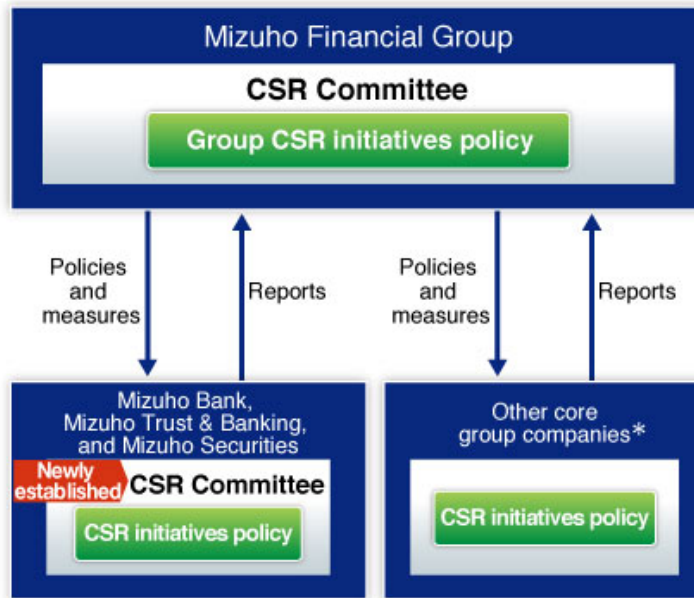 Mizuho Financial Group
CSR Committee
Group CSR initiatives policy
Policies
and
measures
Reports
Policies
and
measures
Reports
Mizuho Bank,
Mizuho Trust & Banking,
and Mizuho Securities
Newly
established
CSR Committee
CSR initiatives policy
Other core
group companies*
CSR initiatives policy